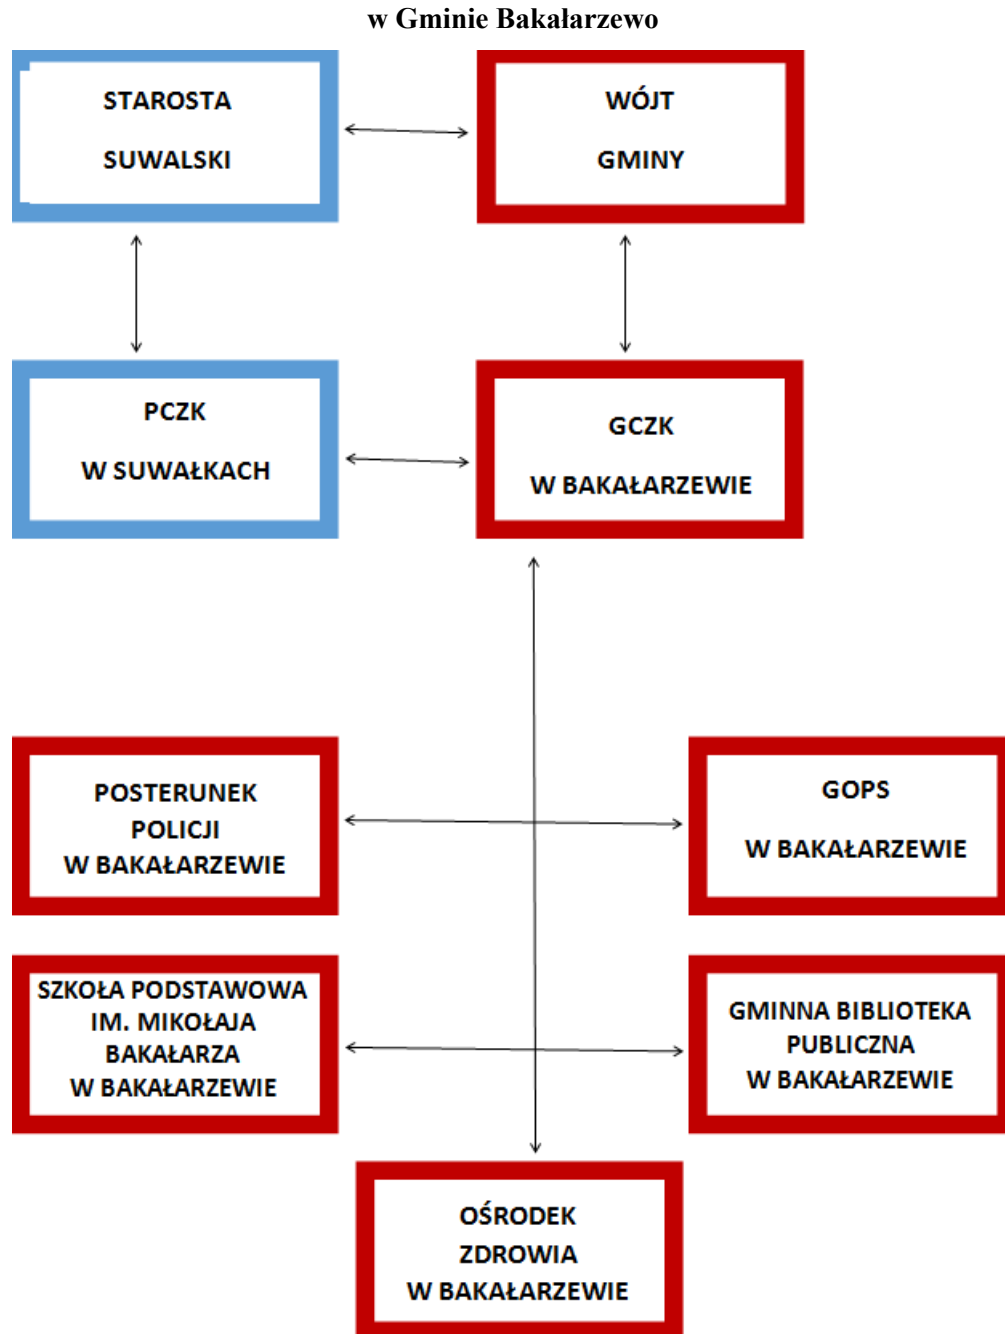 w Gminie Bakałarzewo
STAROSTA
SUWALSKI
WÓJT
GMINY
PCZK
W SUWAŁKACH
GCZK
W BAKAŁARZEWIE
POSTERUNEK
POLICJI
W BAKAŁARZEWIE
GOPS
W BAKAŁARZEWIE
SZKOŁA PODSTAWOWA
IM. MIKOŁAJA
BAKAŁARZA
W BAKAŁARZEWIE
GMINNA BIBLIOTEKA
PUBLICZNA
W BAKAŁARZEWIE
OŚRODEK
ZDROWIA
W BAKAŁARZEWIE